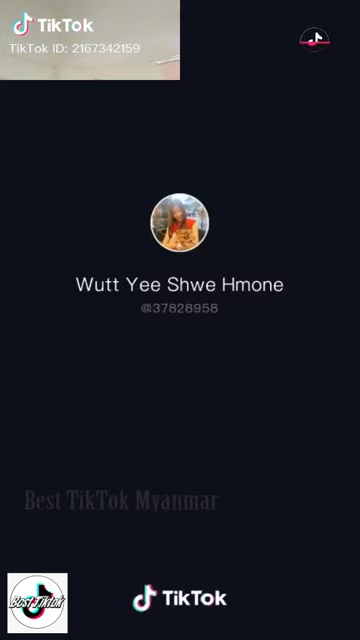 TikTok
TikTok ID: 2167342159
Wutt Yee Shwe Hmone
@37828958
Best TikTok Myanmar
Best Tiktok
TikTok